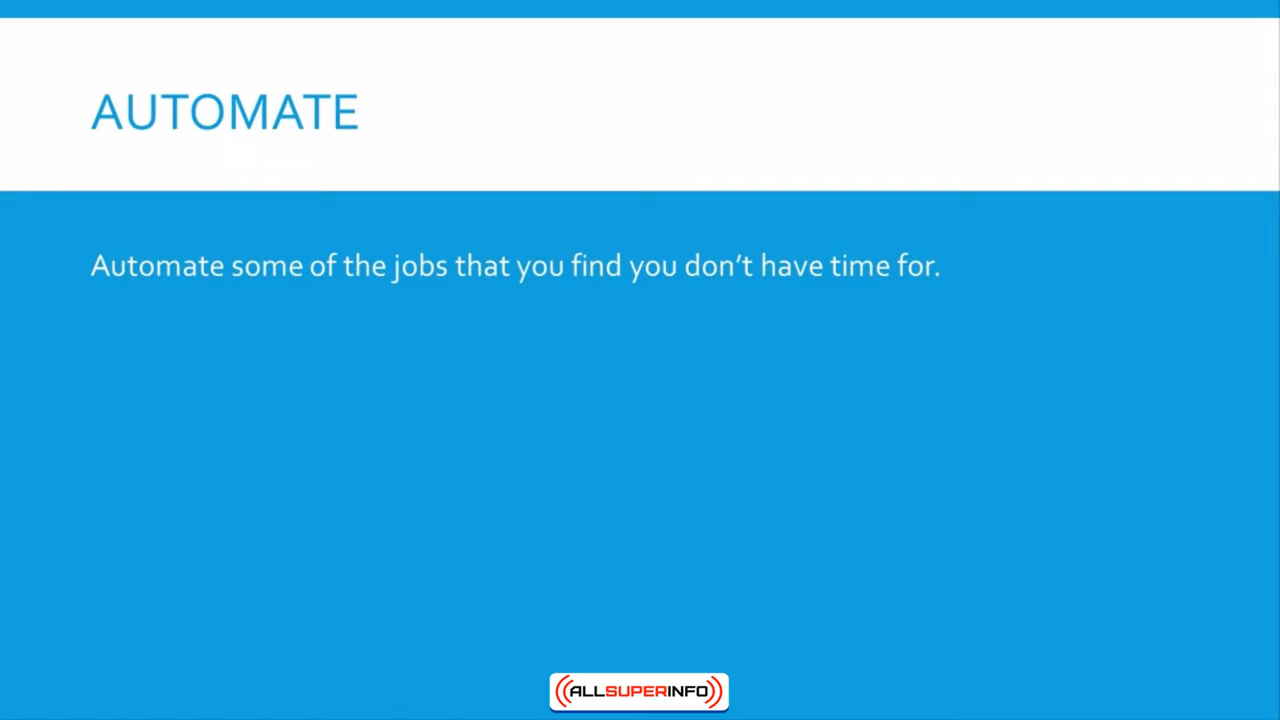 AUTOMATE
Automate some of the jobs that you find you don’t have time for.
ALLSUPERINFO